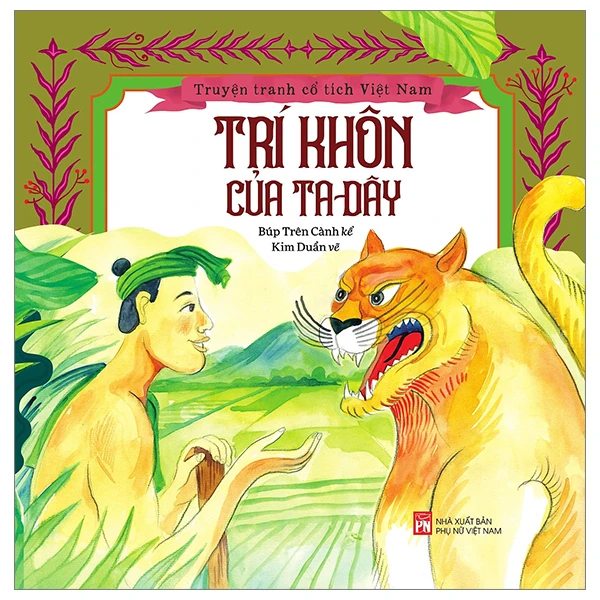 Truyện tranh cổ tích Việt Nam
TRÍ KHÔN
CỦA TA ĐÂY
Búp Trên Cành kể
Kim Duẩn vẽ
PN
NHÀ XUẤT BẢN
PHỤ NỮ VIỆT NAM